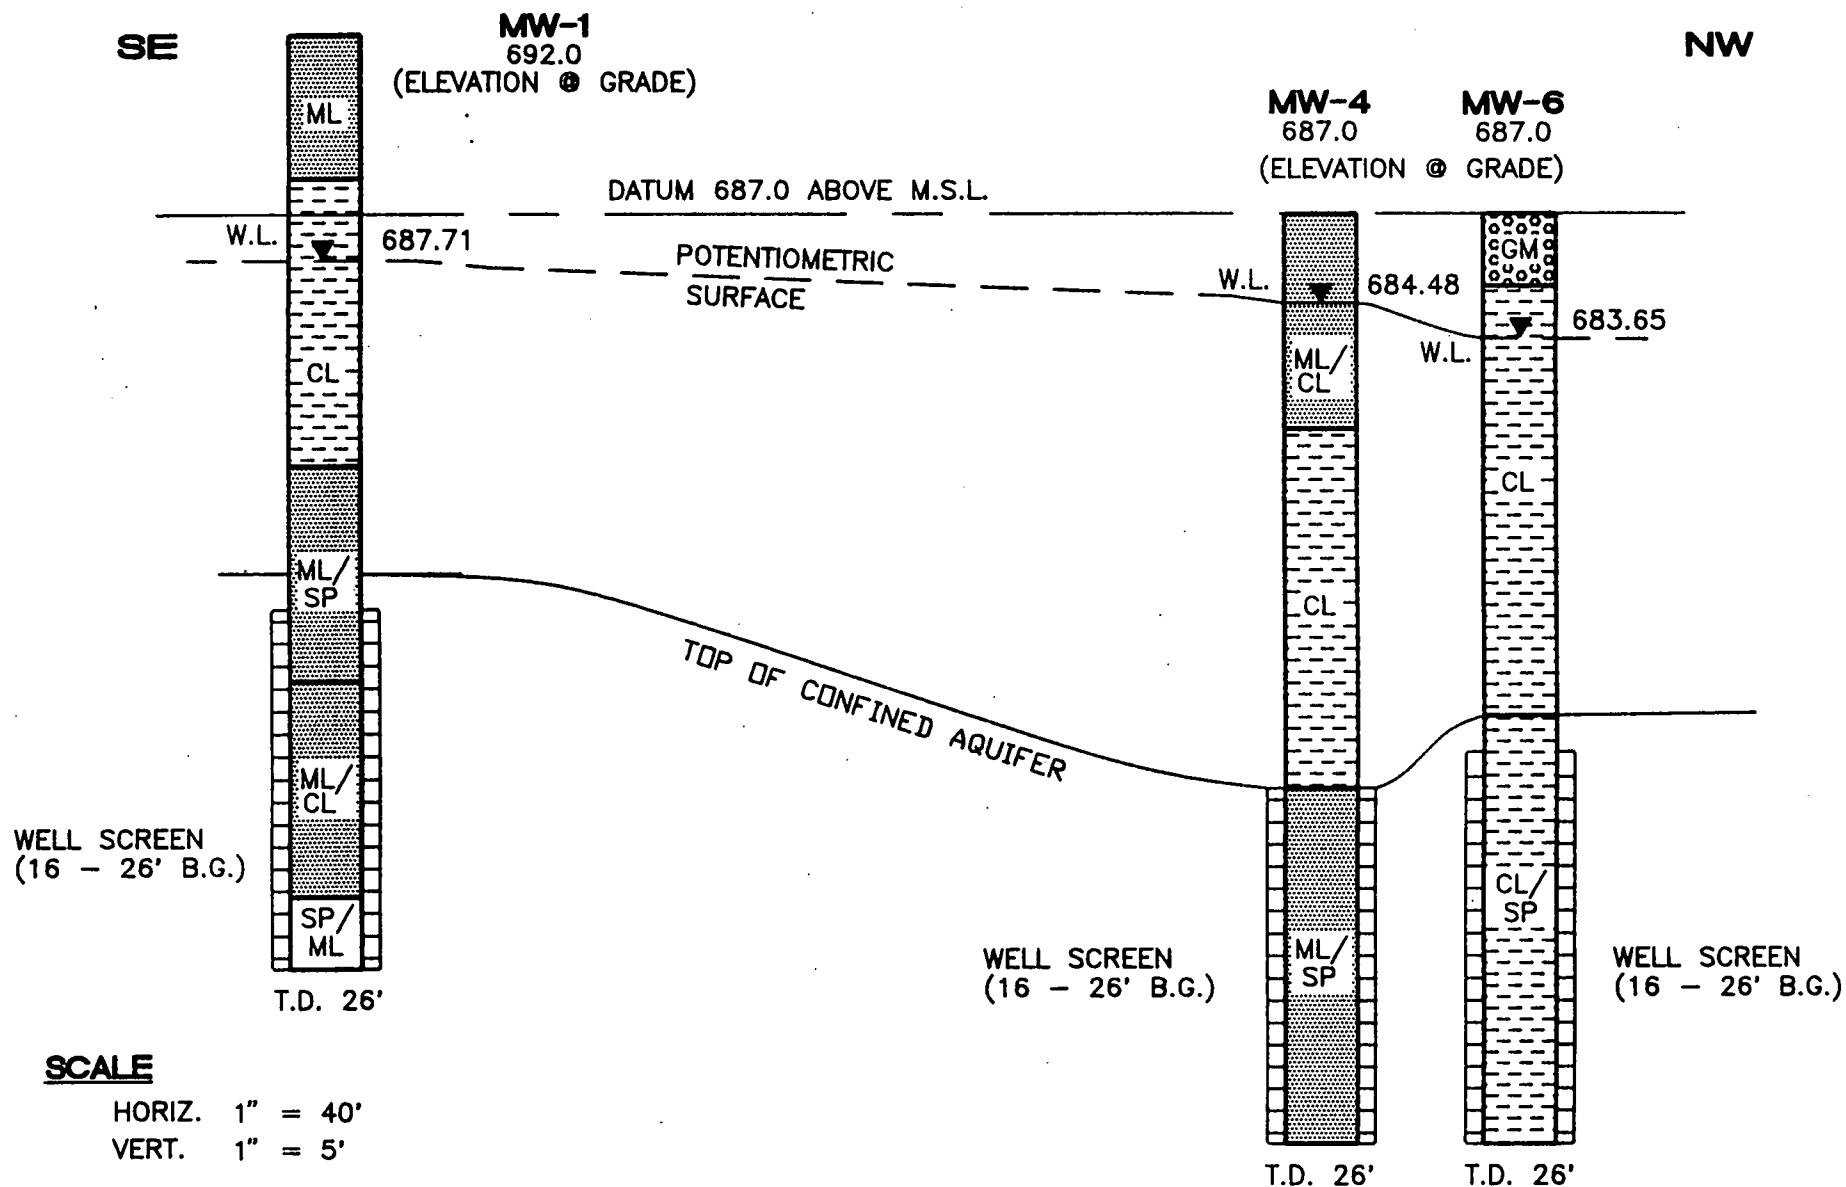 SE
MW-1
692.0
(ELEVATION @ GRADE)
NW
MW-4
687.0
MW-6
687.0
(ELEVATION @ GRADE)
ML
DATUM 687.0 ABOVE M.S.L.
W.L.
687.71
POTENTIOMETRIC
SURFACE
W.L.
684.48
GM
683.65
W.L.
CL
ML/
CL
CL
CL
ML/
SP
TOP OF CONFINED AQUIFER
ML/
CL
WELL SCREEN
(16 – 26' B.G.)
SP/
ML
T.D. 26'
CL/
SP
ML/
SP
WELL SCREEN
(16 – 26' B.G.)
WELL SCREEN
(16 – 26' B.G.)
T.D. 26'
T.D. 26'
SCALE
HORIZ. 1" = 40'
VERT. 1" = 5'